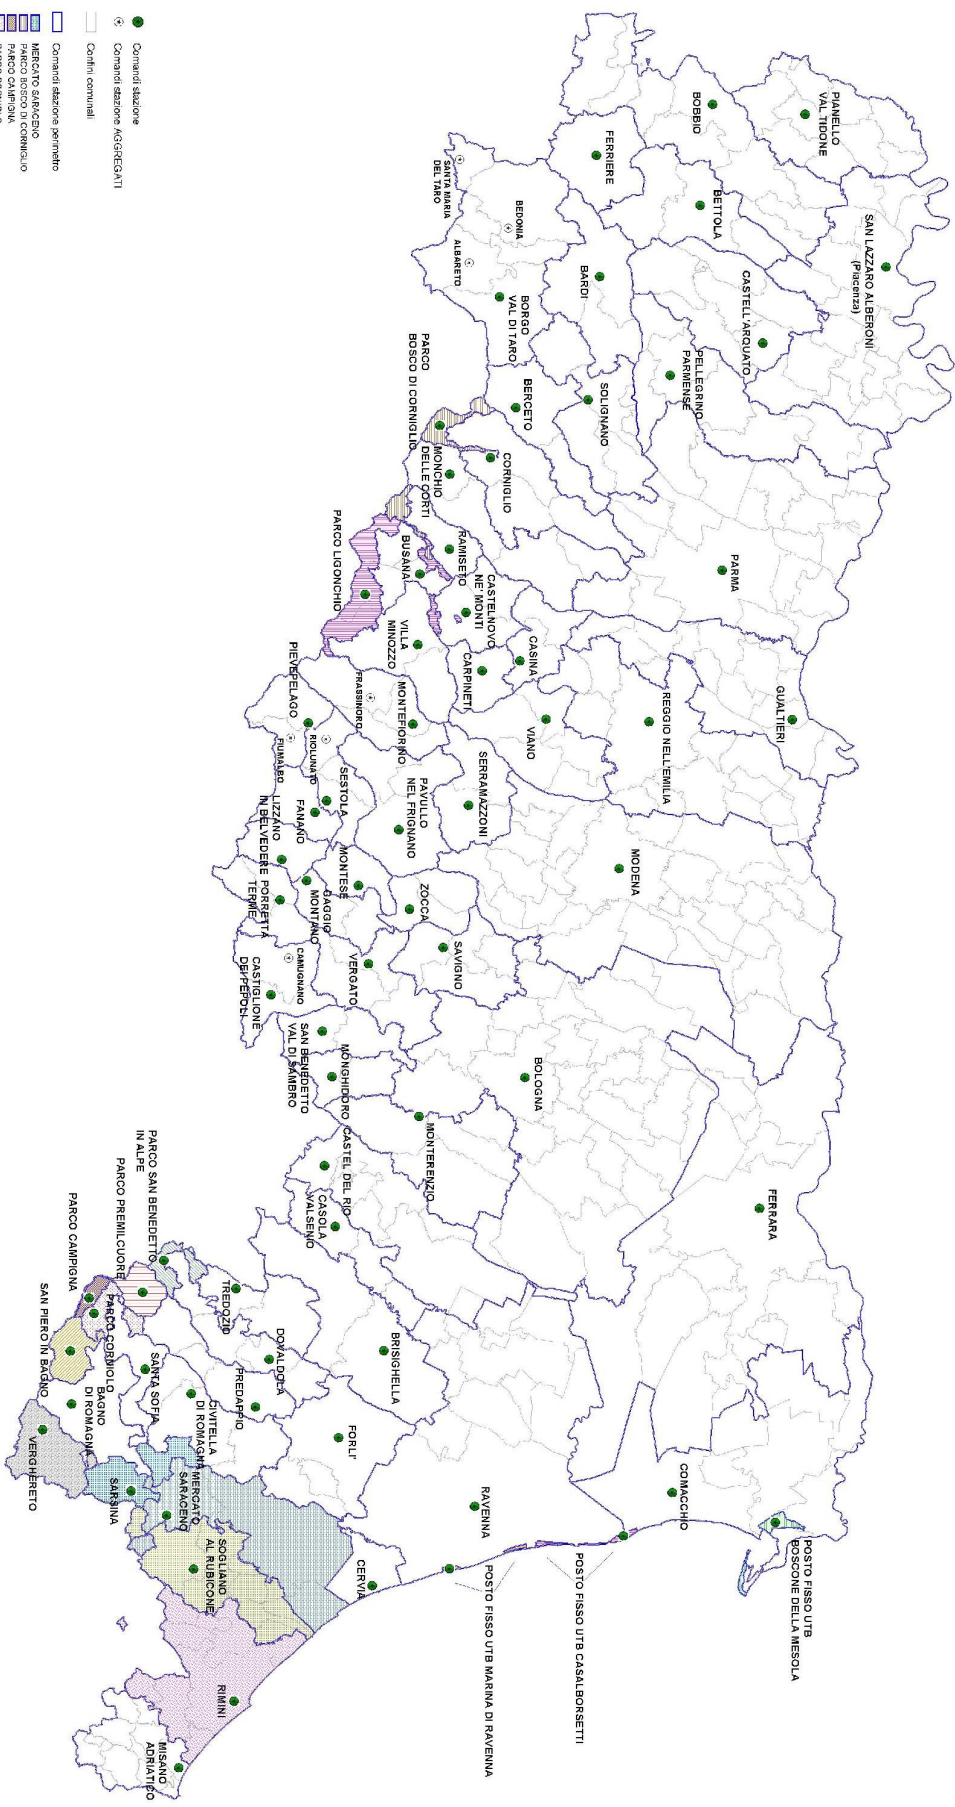 PIANELLO
VAL TIDONE
SAN LAZZARO ALBERONI
(Piacenza)
BOBBIO
BETTOLA
FERRIERE
CASTELL'ARQUATO
BARDI
PELLEGRINO
PARMENSE
SANTA MARIA
DEL TARO
BEDONIA
ALBARETO
BORGO
VAL DI TARO
SOLIGNANO
BERCETO
PARCO
BOSCO DI CORNIGLIO
CORNIGLIO
MONCHIO
DELLE CORTI
PARMA
RAMISETO
BUSANA
PARCO LIGONCHIO
CASTELNOVO
NE' MONTI
VILLA
MINOZZO
CASINA
CARPINETI
GUALTIERI
REGGIO NELL'EMILIA
VIANO
FRASSINORO
MONTEFIORINO
PIEVEPELAGO
RIOLUNATO
FIUMALBO
SERRAMAZZONI
PAVULLO
NEL FRIGNANO
SESTOLA
FANANO
LIZZANO
IN BELVEDERE
MODENA
MONTESE
ZOCCA
GAGGIO
MONTANO
PORRETTA
TERME
SAVIGNO
VERGATO
CAMUGNANO
CASTIGLIONE
DEI PEPOLI
SAN BENEDETTO
VAL DI SAMBRO
MONGHIDORO
BOLOGNA
MONTERENZIO
CASTEL DEL RIO
CASOLA
VALSENIO
FERRARA
PARCO SAN BENEDETTO
IN ALPE
PARCO PREMILCUORE
PARCO CAMPIGNA
PARCO CORNIOLO
SAN PIERO IN BAGNO
TREDOZIO
DOVADOLA
PREDAPPIO
BRISIGHELLA
SANTA SOFIA
BAGNO
DI ROMAGNA
CIVITELLA
DI ROMAGNA
FORLI'
VERGHERETO
SARSINA
MERCATO
SARACENO
SOGLIANO
AL RUBICONE
RAVENNA
CERVIA
COMACCHIO
POSTO FISSO UTB
BOSCONE DELLA MESOLA
POSTO FISSO UTB CASALBORSETTI
POSTO FISSO UTB MARINA DI RAVENNA
RIMINI
MISANO
ADRIATICO
Comandi stazione
Comandi stazione AGGREGATI
Confini comunali
Comandi stazione perimetro
MERCATO SARACENO
PARCO BOSCO DI CORNIGLIO
PARCO CAMPIGNA